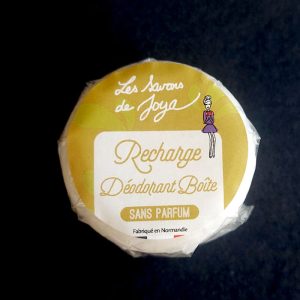 Les Savons
de Joya
Recharge
Déodorant Boîte
SANS PARFUM
Fabriqué en Normandie